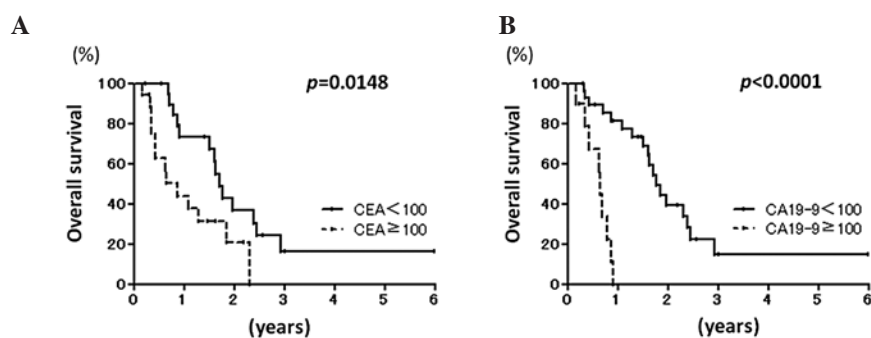 A
(%)
p=0.0148
Overall survival
100
80
60
40
20
0
CEA<100
CEA≧100
0 1 2 3 4 5 6
(years)
B
(%)
p<0.0001
Overall survival
100
80
60
40
20
0
CA19-9<100
CA19-9≧100
0 1 2 3 4 5 6
(years)